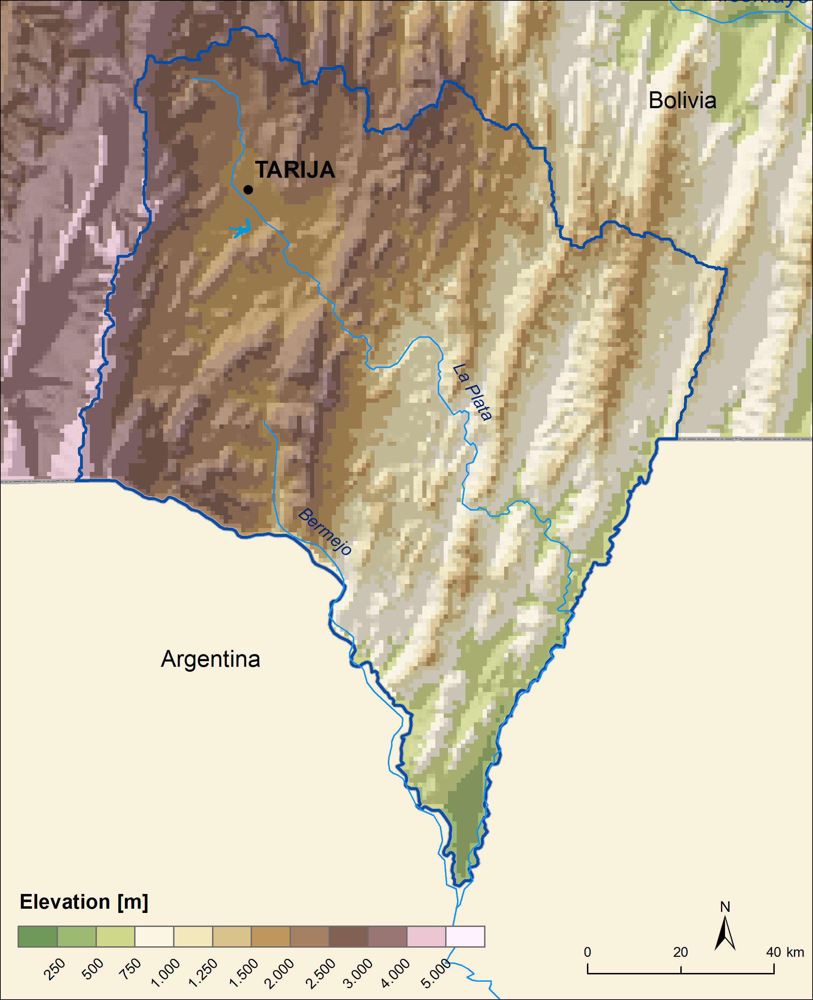 Bolivia
TARIJA
La Plata
Bermejo
Argentina
Elevation [m]
250
500
750
1.000
1.250
1.500
2.000
2.500
3.000
4.000
5.000
N
0 20 40 km